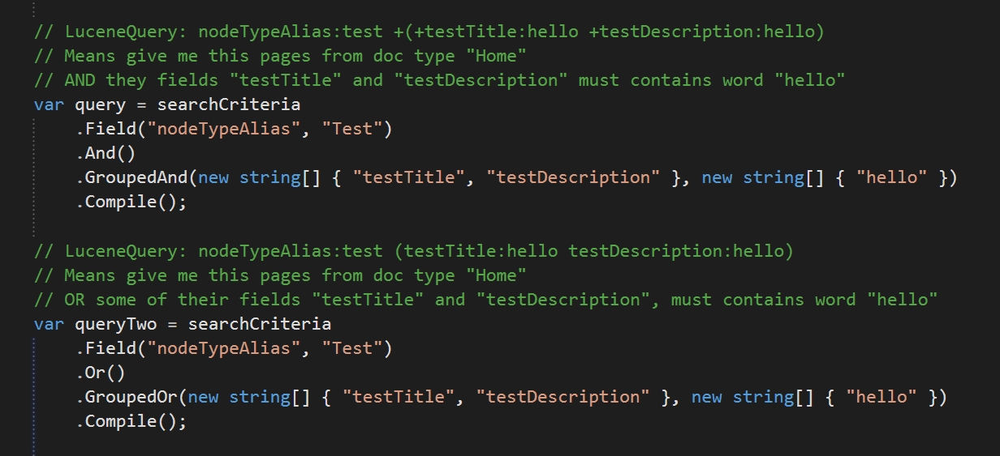 // LuceneQuery: nodeTypeAlias:test +(+testTitle:hello +testDescription:hello)
// Means give me this pages from doc type "Home"
// AND they fields "testTitle" and "testDescription" must contains word "hello"
var query = searchCriteria
.Field("nodeTypeAlias", "Test")
.And()
.GroupedAnd(new string[] { "testTitle", "testDescription" }, new string[] { "hello" })
.Compile();
// LuceneQuery: nodeTypeAlias:test (testTitle:hello testDescription:hello)
// Means give me this pages from doc type "Home"
// OR some of their fields "testTitle" and "testDescription", must contains word "hello"
var queryTwo = searchCriteria
.Field("nodeTypeAlias", "Test")
.Or()
.GroupedOr(new string[] { "testTitle", "testDescription" }, new string[] { "hello" })
.Compile();